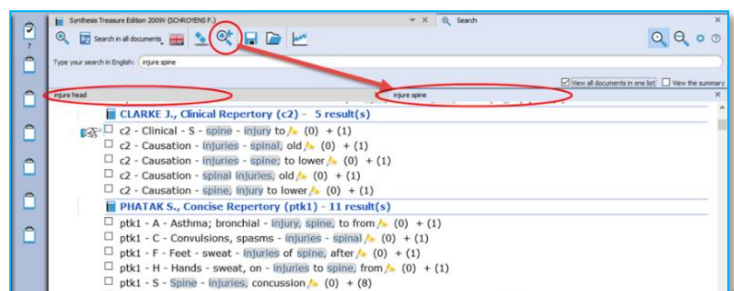 Synthesis Treasure Edition 2009V (SCHROYENS F.)
Search
Search in all documents
7
Type your search in English: injure spine
View all documents in one list View the summary
injure head injure spine
CLARKE J., Clinical Repertory (c2) - 5 result(s)
c2 - Clinical - S - spine - injury to (0) + (1)
c2 - Causation - injuries - spinal, old (0) + (1)
c2 - Causation - injuries - spine; to lower (0) + (1)
c2 - Causation - spinal injuries, old (0) + (1)
c2 - Causation - spine, injury to lower (0) + (1)
PHATAK S., Concise Repertory (ptk1) - 11 result(s)
ptk1 - A - Asthma; bronchial - injury, spine, to from (0) + (1)
ptk1 - C - Convulsions, spasms - injuries - spinal (0) + (1)
ptk1 - F - Feet - sweat - injuries of spine, after (0) + (1)
ptk1 - H - Hands - sweat, on - injuries to spine, from (0) + (1)
ptk1 - S - Spine - injuries, concussion (0) + (8)